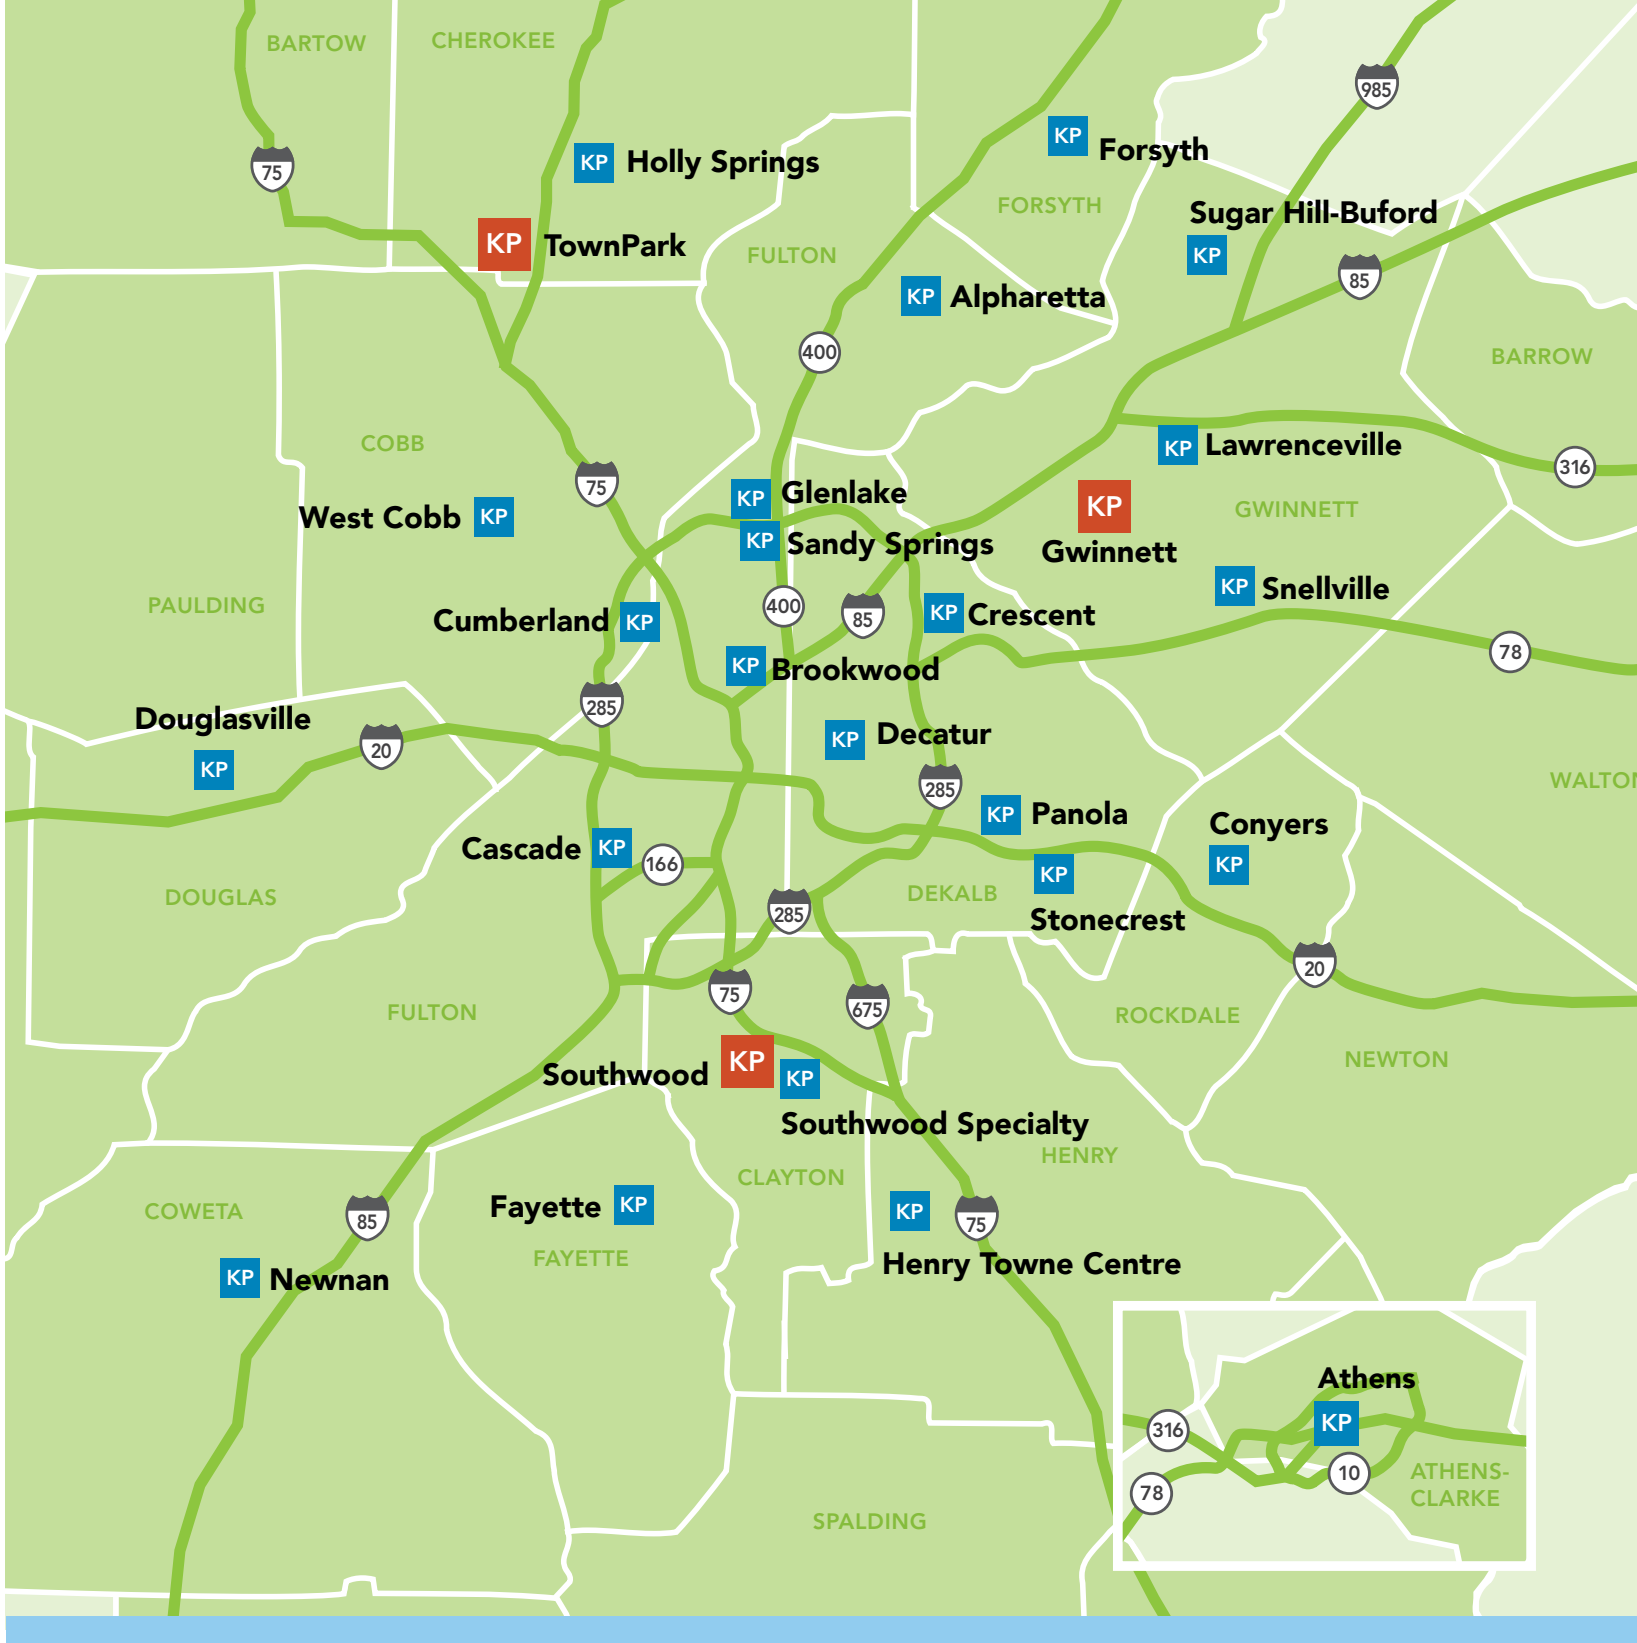 BARTOW
CHEROKEE
985
KP
Forsyth
75
KP
Holly Springs
FORSYTH
Sugar Hill-Buford
KP
KP
TownPark
FULTON
KP
Alpharetta
85
400
BARROW
COBB
KP
Lawrenceville
316
75
KP
Glenlake
KP
Gwinnett
GWINNETT
West Cobb
KP
KP
Sandy Springs
PAULDING
KP
Snellville
Cumberland
KP
400
85
KP
Crescent
78
KP
Brookwood
285
Douglasville
KP
20
KP
Decatur
285
WALTON
KP
Panola
Conyers
KP
Cascade
KP
166
DOUGLAS
285
DEKALB
KP
Stonecrest
20
75
675
FULTON
ROCKDALE
NEWTON
Southwood
KP
KP
Southwood Specialty
HENRY
CLAYTON
COWETA
85
Fayette
KP
FAYETTE
KP
75
Henry Towne Centre
KP
Newnan
Athens
KP
316
10
78
ATHENS-
CLARKE
SPALDING